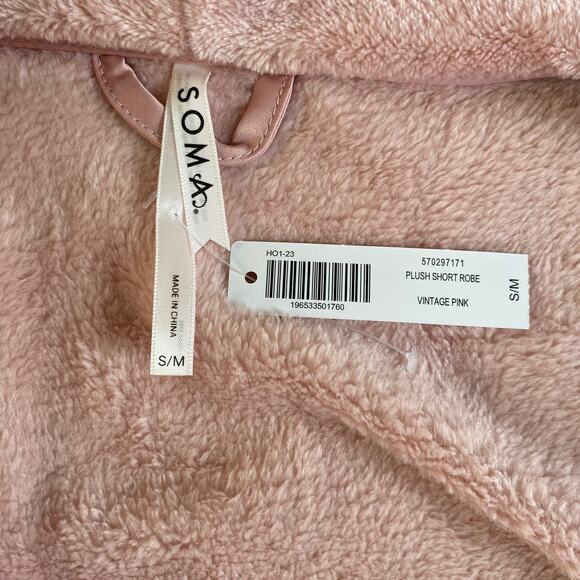 SOMA®
MADE IN CHINA
S/M
HO1-23
196533501760
570297171
PLUSH SHORT ROBE
VINTAGE PINK
S/M